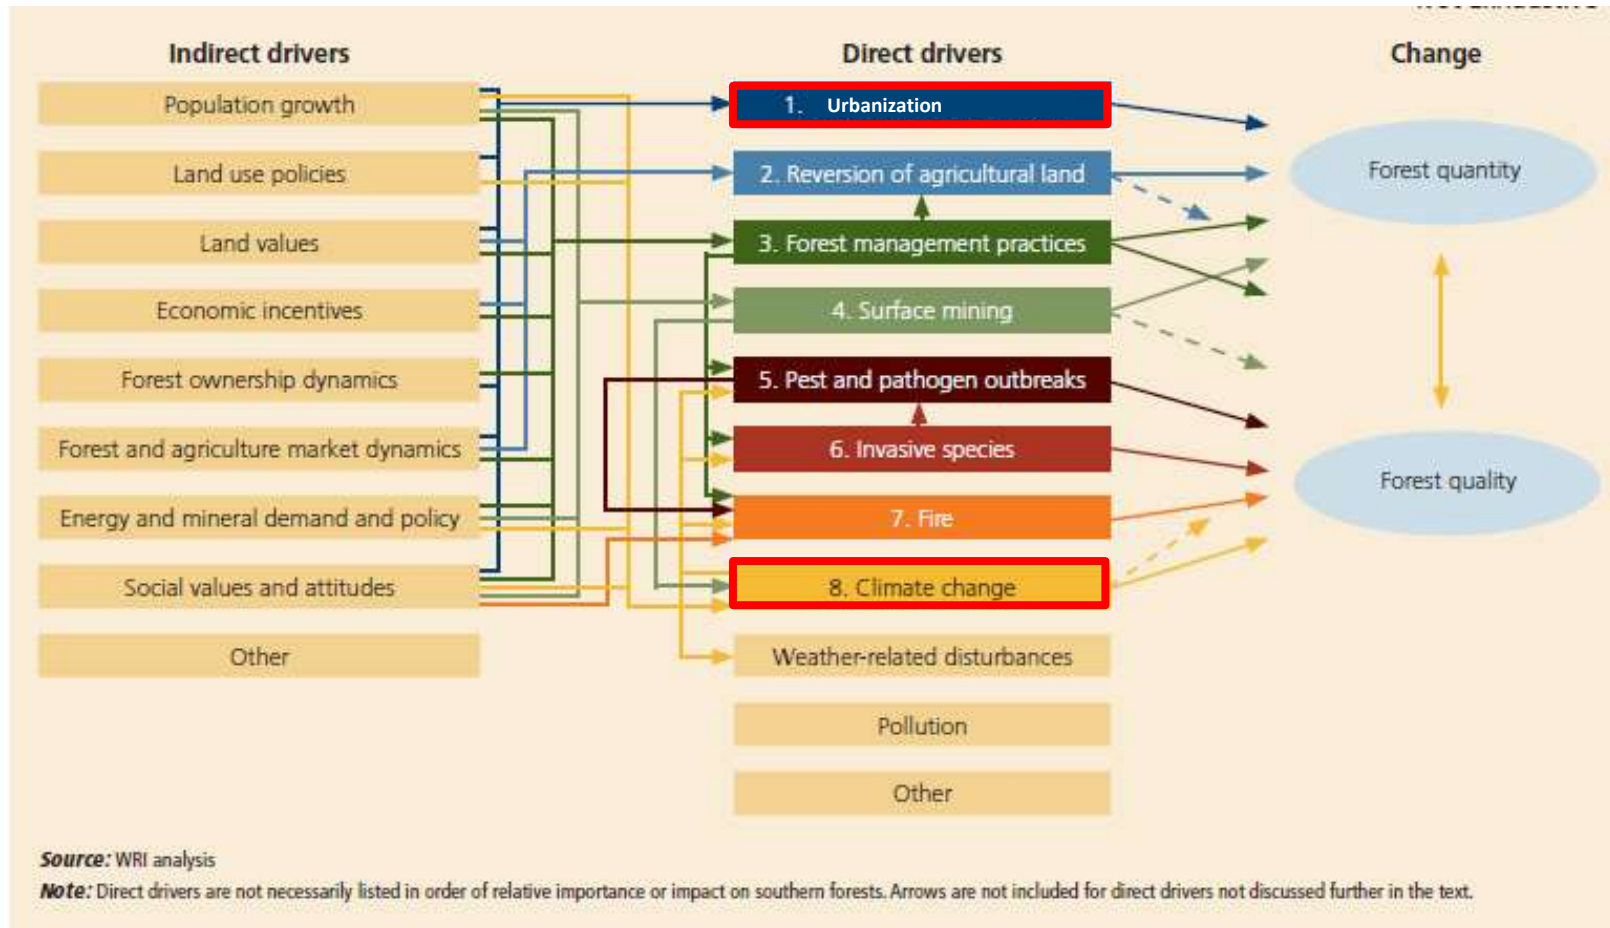 Indirect drivers
Population growth
Land use policies
Land values
Economic incentives
Forest ownership dynamics
Forest and agriculture market dynamics
Energy and mineral demand and policy
Social values and attitudes
Other
Direct drivers
1. Urbanization
2. Reversion of agricultural land
3. Forest management practices
4. Surface mining
5. Pest and pathogen outbreaks
6. Invasive species
7. Fire
8. Climate change
Weather-related disturbances
Pollution
Other
Change
Forest quantity
Forest quality
Source: WRI analysis
Note: Direct drivers are not necessarily listed in order of relative importance or impact on southern forests. Arrows are not included for direct drivers not discussed further in the text.